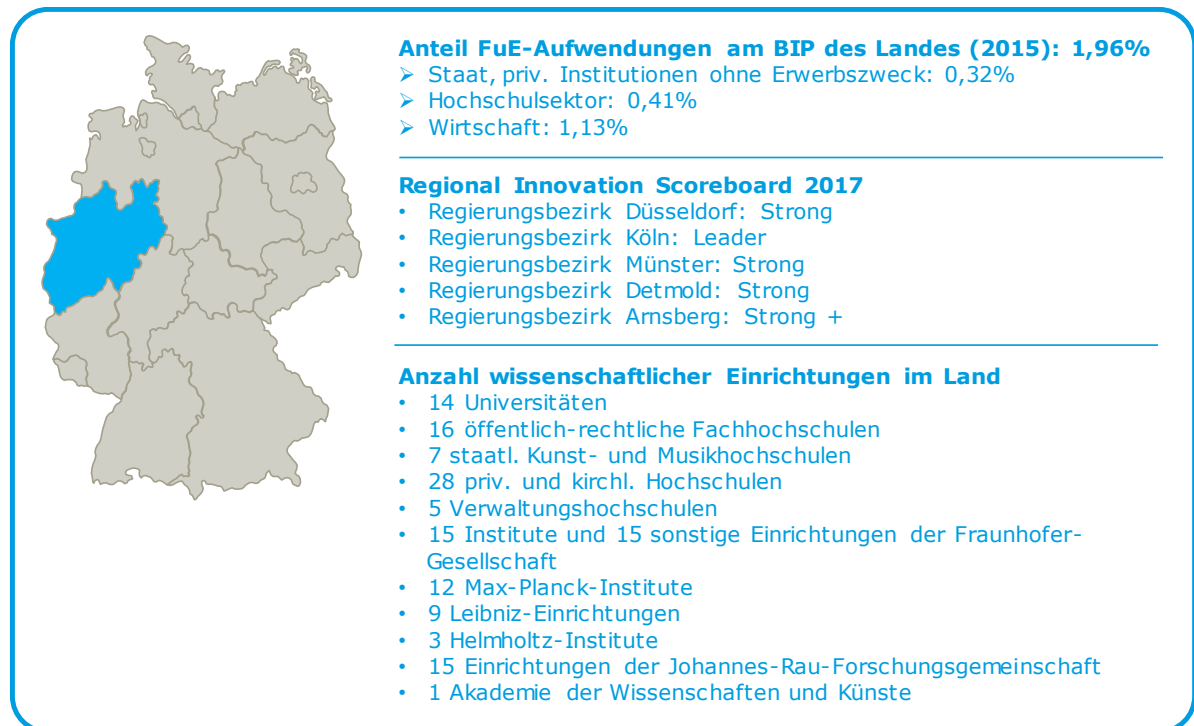 Anteil FuE-Aufwendungen am BIP des Landes (2015): 1,96%
➢ Staat, priv. Institutionen ohne Erwerbszweck: 0,32%
➢ Hochschulsektor: 0,41%
➢ Wirtschaft: 1,13%
Regional Innovation Scoreboard 2017
• Regierungsbezirk Düsseldorf: Strong
• Regierungsbezirk Köln: Leader
• Regierungsbezirk Münster: Strong
• Regierungsbezirk Detmold: Strong
• Regierungsbezirk Arnsberg: Strong +
Anzahl wissenschaftlicher Einrichtungen im Land
• 14 Universitäten
• 16 öffentlich-rechtliche Fachhochschulen
• 7 staatl. Kunst- und Musikhochschulen
• 28 priv. und kirchl. Hochschulen
• 5 Verwaltungshochschulen
• 15 Institute und 15 sonstige Einrichtungen der Fraunhofer-
Gesellschaft
• 12 Max-Planck-Institute
• 9 Leibniz-Einrichtungen
• 3 Helmholtz-Institute
• 15 Einrichtungen der Johannes-Rau-Forschungsgemeinschaft
• 1 Akademie der Wissenschaften und Künste